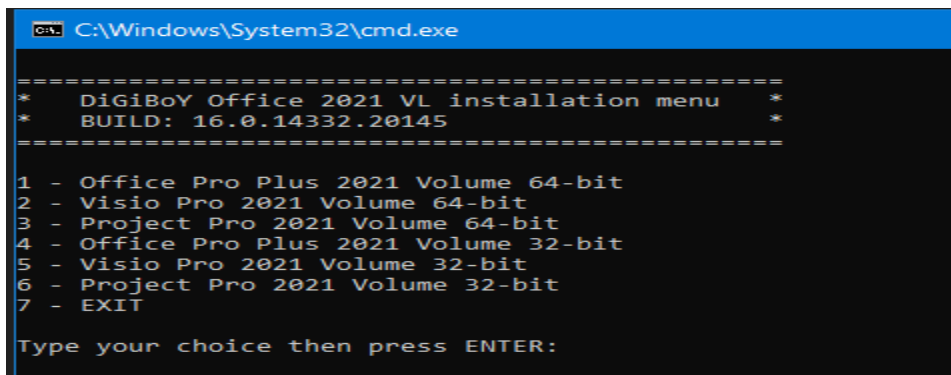 C:\Windows\System32\cmd.exe
================================================
*    DiGiBoY Office 2021 VL installation menu   *
*    BUILD: 16.0.14332.20145                    *
================================================
1 - Office Pro Plus 2021 Volume 64-bit
2 - Visio Pro 2021 Volume 64-bit
3 - Project Pro 2021 Volume 64-bit
4 - Office Pro Plus 2021 Volume 32-bit
5 - Visio Pro 2021 Volume 32-bit
6 - Project Pro 2021 Volume 32-bit
7 - EXIT
Type your choice then press ENTER: